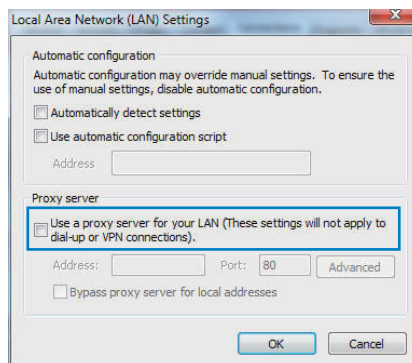 Local Area Network (LAN) Settings
Automatic configuration
Automatic configuration may override manual settings. To ensure the
use of manual settings, disable automatic configuration.
Automatically detect settings
Use automatic configuration script
Address
Proxy server
Use a proxy server for your LAN (These settings will not apply to
dial-up or VPN connections).
Address:
Port: 80 Advanced
Bypass proxy server for local addresses
OK Cancel